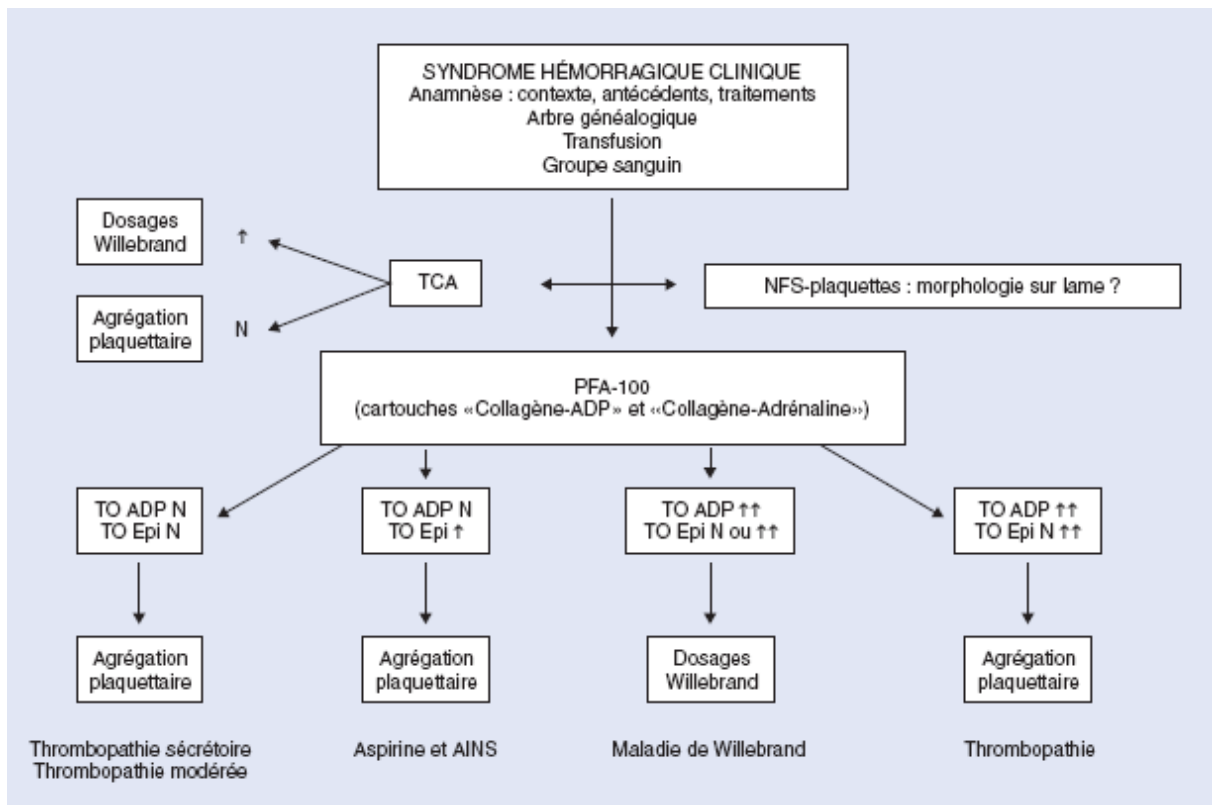 SYNDROME HÉMORRAGIQUE CLINIQUE
Anamnèse : contexte, antécédents, traitements
Arbre généalogique
Transfusion
Groupe sanguin
Dosages
Willebrand
↑
TCA
NFS-plaquettes : morphologie sur lame ?
Agrégation
plaquettaire
N
PFA-100
(cartouches «Collagène-ADP» et «Collagène-Adrénaline»)
TO ADP N
TO Epi N
TO ADP N
TO Epi ↑
TO ADP ↑↑
TO Epi N ou ↑↑
TO ADP ↑↑
TO Epi N ↑↑
Agrégation
plaquettaire
Agrégation
plaquettaire
Dosages
Willebrand
Agrégation
plaquettaire
Thrombopathie sécrétoire
Thrombopathie modérée
Aspirine et AINS
Maladie de Willebrand
Thrombopathie